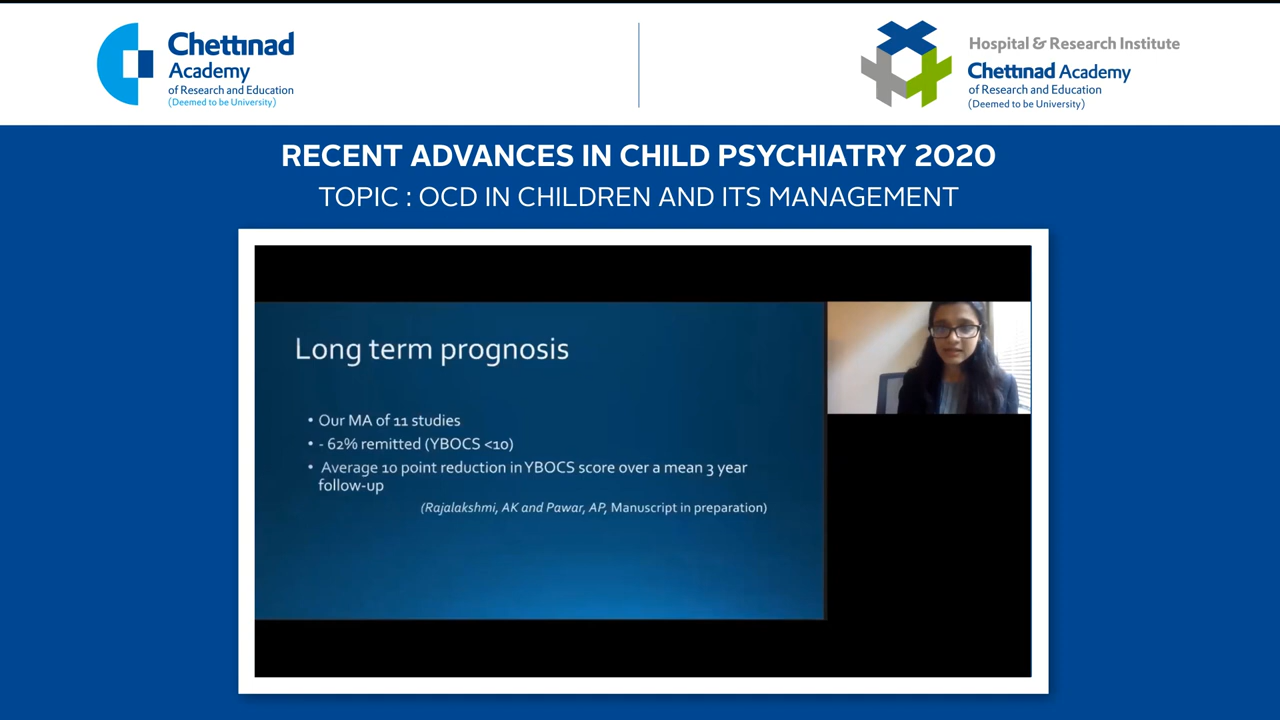 Chettinad
Academy
of Research and Education
(Deemed to be University)
Hospital & Research Institute
Chettinad Academy
of Research and Education
(Deemed to be University)
RECENT ADVANCES IN CHILD PSYCHIATRY 2020
TOPIC : OCD IN CHILDREN AND ITS MANAGEMENT
Long term prognosis
• Our MA of 11 studies
• - 62% remitted (YBOCS <10)
• Average 10 point reduction in YBOCS score over a mean 3 year
follow-up
(Rajalakshmi, AK and Pawar, AP, Manuscript in preparation)